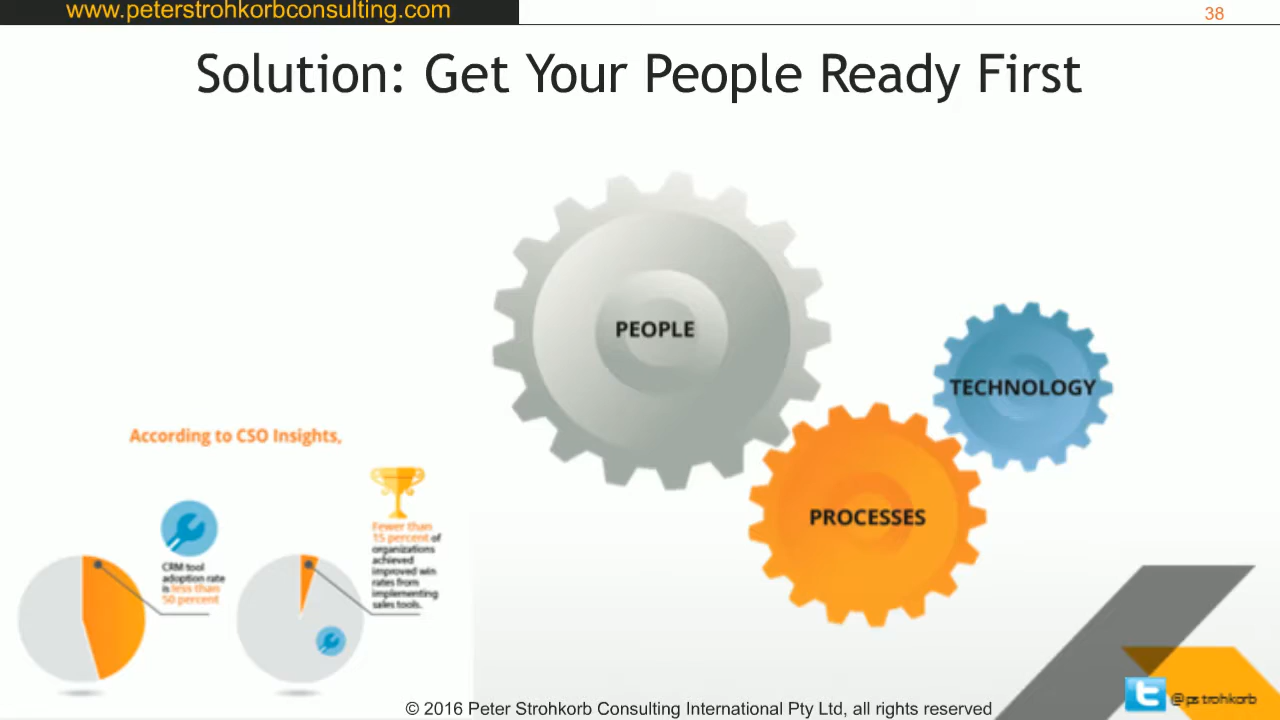 www.peterstrohkorbconsulting.com
38
Solution: Get Your People Ready First
PEOPLE
TECHNOLOGY
PROCESSES
According to CSO Insights,
CRM tool
adoption rate
is less than
50 percent
Fewer than
15 percent of
organizations
achieved
improved win
rates from
implementing
sales tools.
© 2016 Peter Strohkorb Consulting International Pty Ltd, all rights reserved
@pstrohkorb